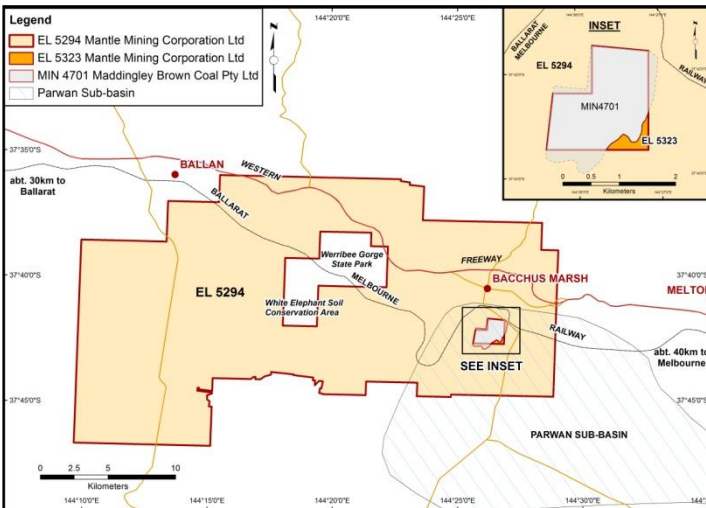 Legend
EL 5294 Mantle Mining Corporation Ltd
EL 5323 Mantle Mining Corporation Ltd
MIN 4701 Maddingley Brown Coal Pty Ltd
Parwan Sub-basin
144°20'0"E
144°25'0"E
INSET
BALLARAT
MELBOURNE
EL 5294
RAILWAY
MIN4701
EL 5323
0 0.5 1 2
Kilometers
37°35'0"S
BALLAN
WESTERN
abt. 30km to
Ballarat
BALLARAT
Werribee Gorge
State Park
FREEWAY
37°40'0"S
37°40'0"S
EL 5294
White Elephant Soil
Conservation Area
MELBOURNE
BACCHUS MARSH
MELTO
RAILWAY
abt. 40km to
Melbourne
SEE INSET
37°45'0"S
37°45'0"S
PARWAN SUB-BASIN
0 2.5 5 10
Kilometers
144°10'0"E
144°15'0"E
144°20'0"E
144°25'0"E
144°30'0"E